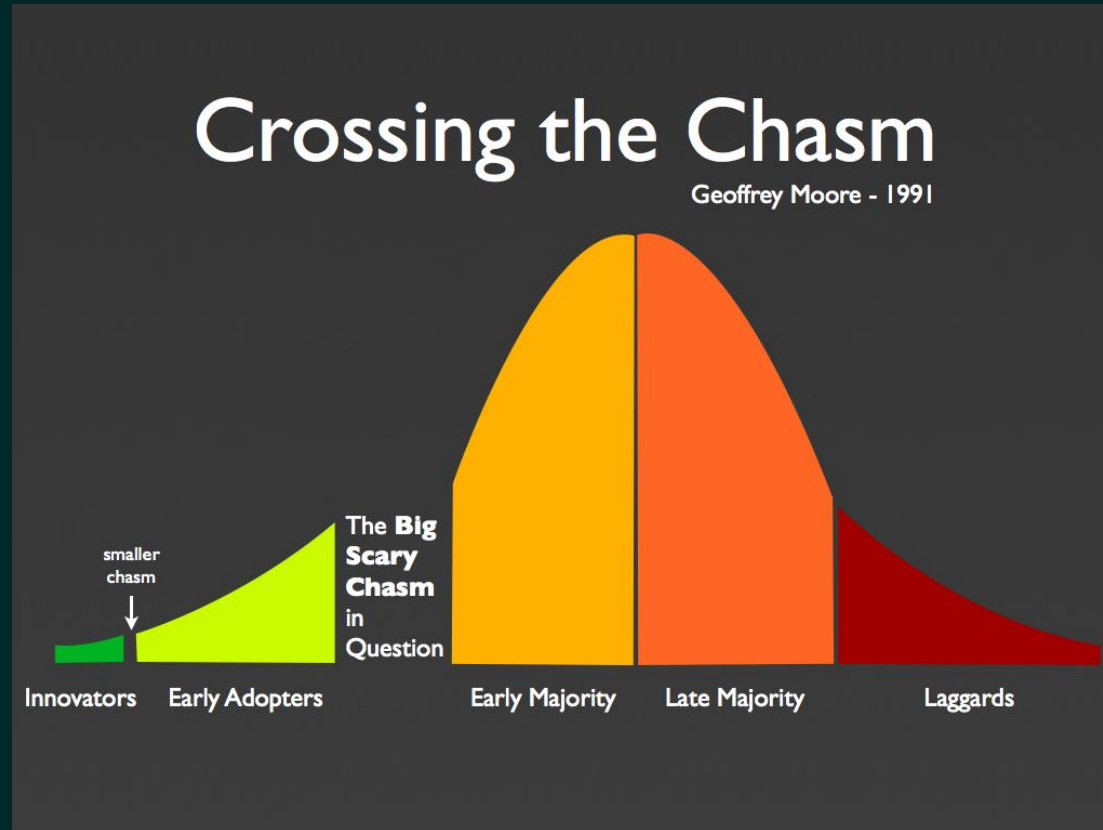 Crossing the Chasm
Geoffrey Moore - 1991
smaller
chasm
The Big
Scary
Chasm
in
Question
Innovators
Early Adopters
Early Majority
Late Majority
Laggards